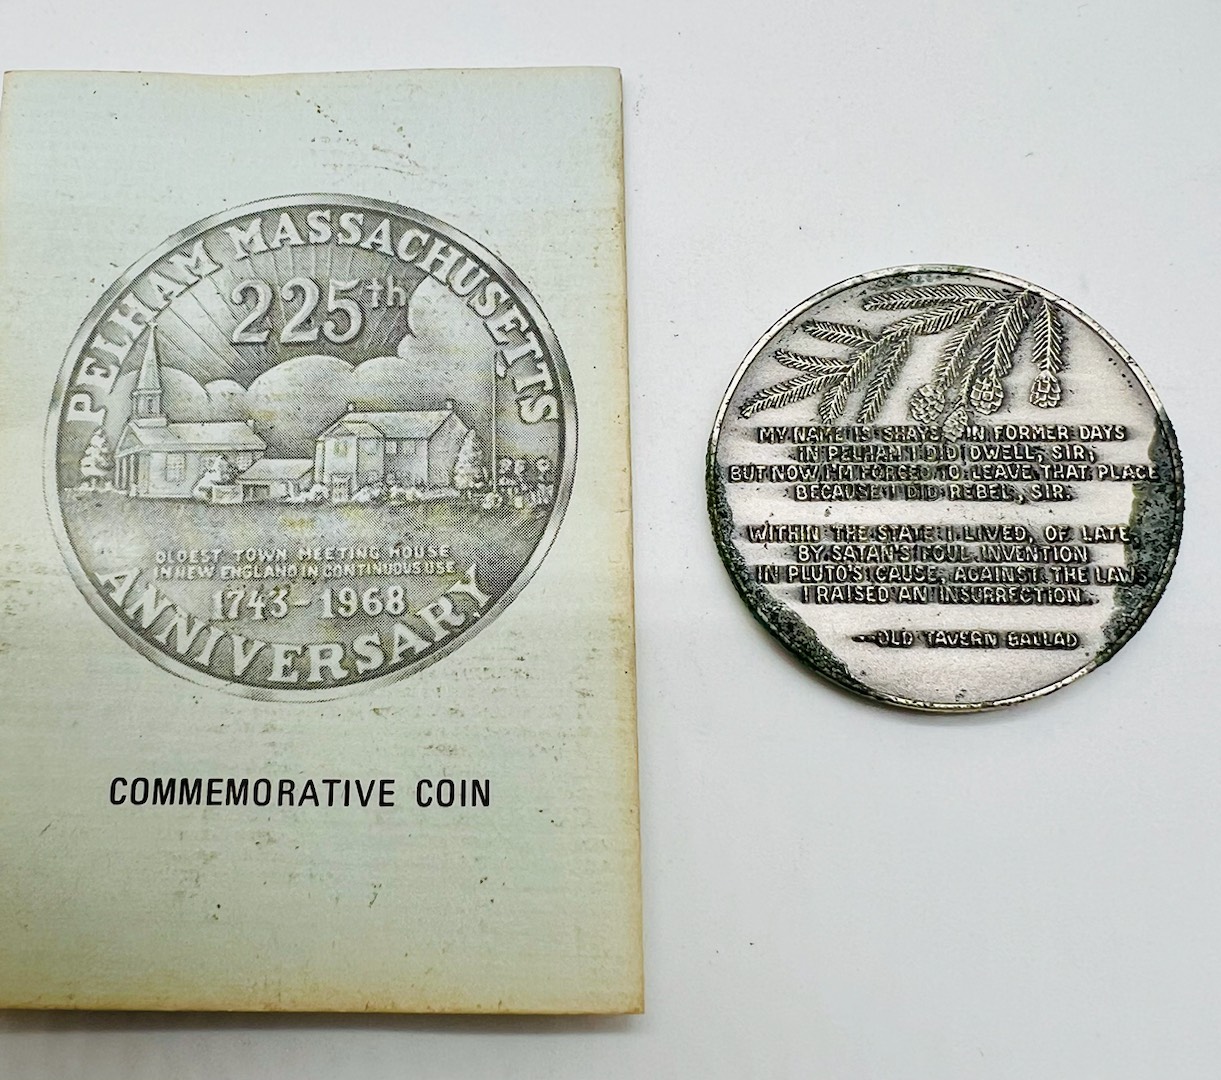 PELHAM MASSACHUSETTS
225th
OLDEST TOWN MEETING HOUSE
IN NEW ENGLAND IN CONTINUOUS USE
1743-1968
ANNIVERSARY
COMMEMORATIVE COIN
MY NAME IS SHAYS IN FORMER DAYS
IN PELHAM I DID DWELL, SIR;
BUT NOW I'M FORCED TO LEAVE THAT PLACE
BECAUSE I DID REBEL, SIR.
WITHIN THE STATE I LIVED, OF LATE
BY SATAN'S FOUL INVENTION
IN PLUTO'S CAUSE, AGAINST THE LAWS
I RAISED AN INSURRECTION.
- OLD TAVERN BALLAD